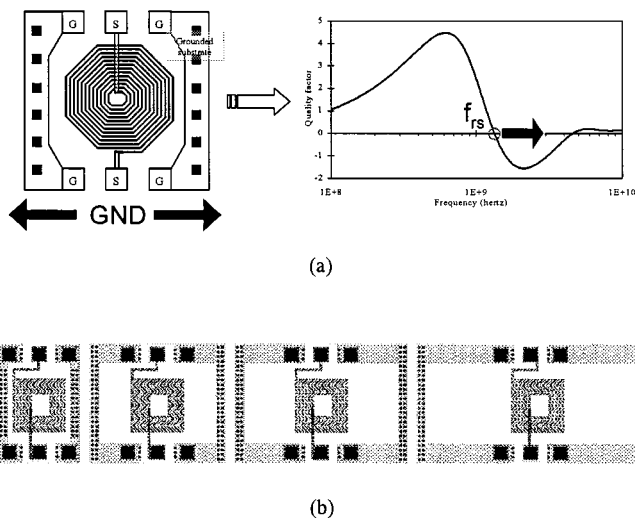 G S G
Grounded
substrate
G S G
GND
Quality factor
5
4
3
2
1
0
-1
-2
f_rs
1E+8 1E+9 1E+10
Frequency (hertz)
(a)
(b)